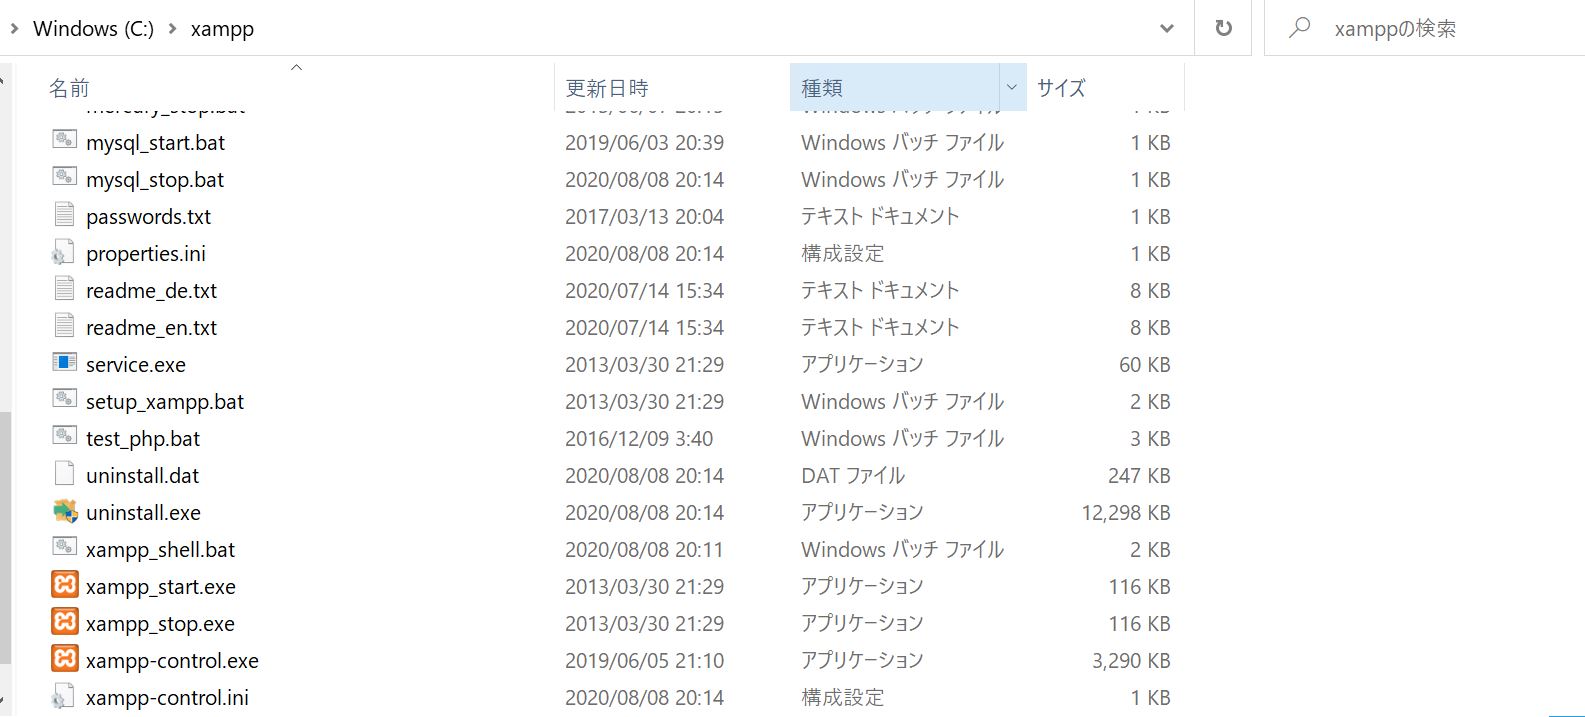 Windows (C:) xampp xamppの検索
名前 更新日時 種類 サイズ
mysql_start.bat 2019/06/03 20:39 Windows バッチ ファイル 1 KB
mysql_stop.bat 2020/08/08 20:14 Windows バッチ ファイル 1 KB
passwords.txt 2017/03/13 20:04 テキスト ドキュメント 1 KB
properties.ini 2020/08/08 20:14 構成設定 1 KB
readme_de.txt 2020/07/14 15:34 テキスト ドキュメント 8 KB
readme_en.txt 2020/07/14 15:34 テキスト ドキュメント 8 KB
service.exe 2013/03/30 21:29 アプリケーション 60 KB
setup_xampp.bat 2013/03/30 21:29 Windows バッチ ファイル 2 KB
test_php.bat 2016/12/09 3:40 Windows バッチ ファイル 3 KB
uninstall.dat 2020/08/08 20:14 DAT ファイル 247 KB
uninstall.exe 2020/08/08 20:14 アプリケーション 12,298 KB
xampp_shell.bat 2020/08/08 20:11 Windows バッチ ファイル 2 KB
xampp_start.exe 2013/03/30 21:29 アプリケーション 116 KB
xampp_stop.exe 2013/03/30 21:29 アプリケーション 116 KB
xampp-control.exe 2019/06/05 21:10 アプリケーション 3,290 KB
xampp-control.ini 2020/08/08 20:14 構成設定 1 KB